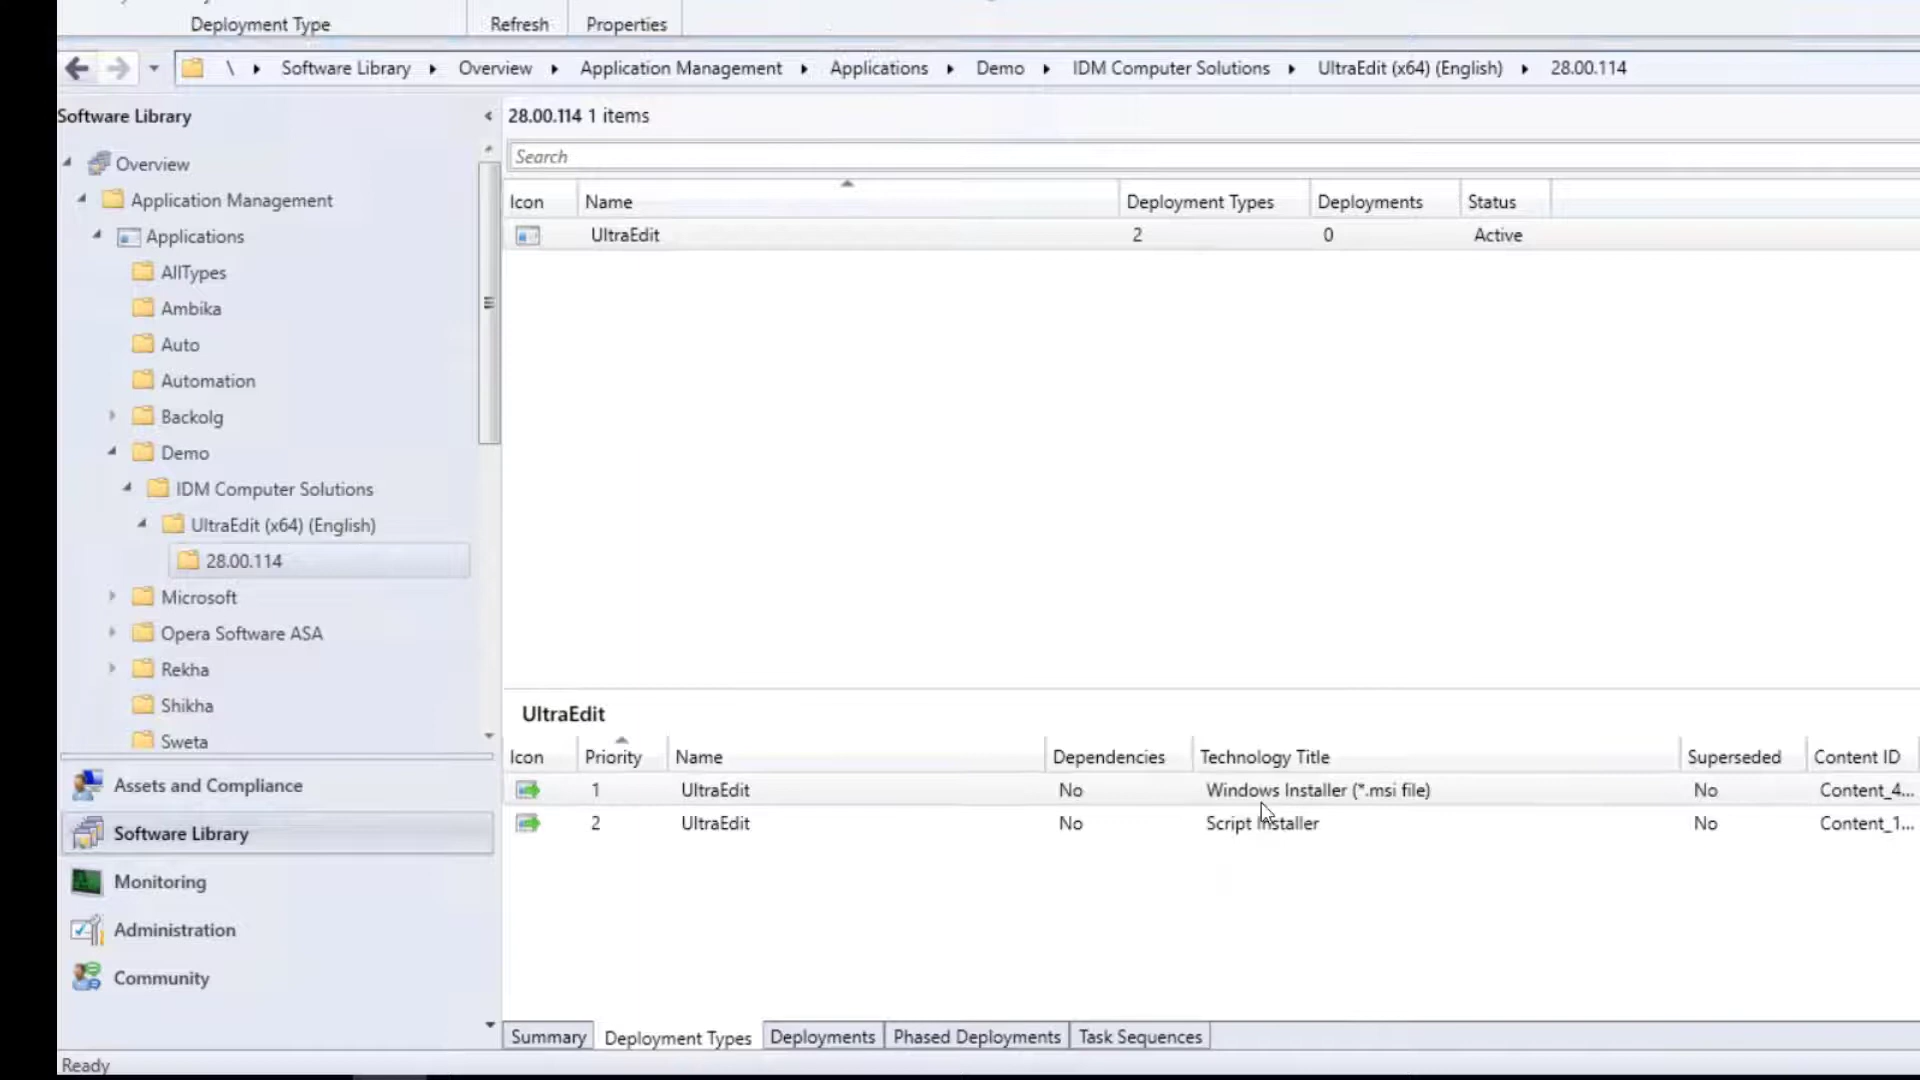 Deployment Type
Refresh
Properties
\ Software Library Overview Application Management Applications Demo IDM Computer Solutions UltraEdit (x64) (English) 28.00.114
Software Library
Overview
Application Management
Applications
AllTypes
Ambika
Auto
Automation
Backolg
Demo
IDM Computer Solutions
UltraEdit (x64) (English)
28.00.114
Microsoft
Opera Software ASA
Rekha
Shikha
Sweta
Assets and Compliance
Software Library
Monitoring
Administration
Community
28.00.114 1 items
Search
Icon Name Deployment Types Deployments Status
UltraEdit 2 0 Active
UltraEdit
Icon Priority Name Dependencies Technology Title Superseded Content ID
1 UltraEdit No Windows Installer (*.msi file) No Content_4...
2 UltraEdit No Script Installer No Content_1...
Summary Deployment Types Deployments Phased Deployments Task Sequences
Ready